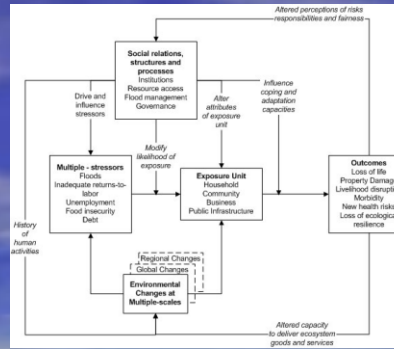 Altered perceptions of risks
responsibilities and fairness
Social relations,
structures and
processes
Institutions
Resource access
Flood management
Governance
Drive and
influence
stressors
Alter
attributes
of exposure
unit
Influence
coping and
adaptation
capacities
Modify
likelihood of
exposure
Multiple - stressors
Floods
Inadequate returns-to-
labor
Unemployment
Food insecurity
Debt
Exposure Unit
Household
Community
Business
Public Infrastructure
Outcomes
Loss of life
Property Damage
Livelihood disruption
Morbidity
New health risks
Loss of ecological
resilience
History
of
human
activities
Regional Changes
Global Changes
Environmental
Changes at
Multiple-scales
Altered capacity
to deliver ecosystem
goods and services